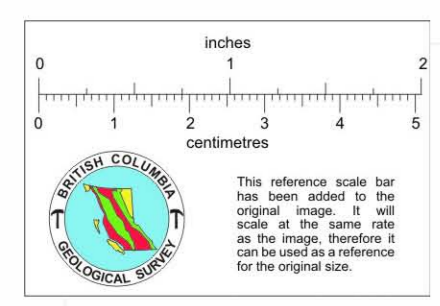 inches
0 1 2
0 1 2 3 4 5
centimetres
BRITISH COLUMBIA
GEOLOGICAL SURVEY
This reference scale bar
has been added to the
original image. It will
scale at the same rate
as the image, therefore it
can be used as a reference
for the original size.